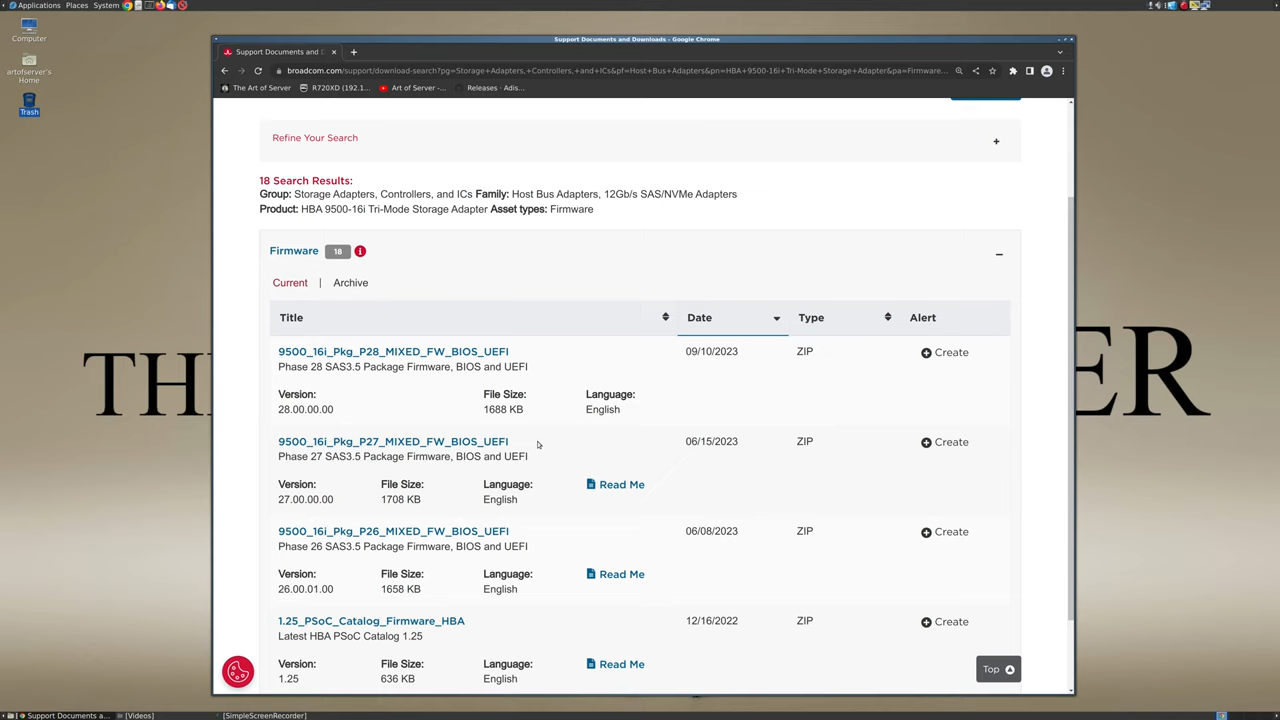 Applications Places System
Computer
artofserver's
Home
Trash
TH
ER
Support Documents and Downloads - Google Chrome
Support Documents and D
broadcom.com/support/download-search?pg=Storage+Adapters,+Controllers,+and+ICs&pf=Host+Bus+Adapters&pn=HBA+9500-16i+Tri-Mode+Storage+Adapter&pa=Firmware...
The Art of Server
R720XD (192.1...
Art of Server -...
Releases · Adis...
Refine Your Search
+
18 Search Results:
Group: Storage Adapters, Controllers, and ICs Family: Host Bus Adapters, 12Gb/s SAS/NVMe Adapters
Product: HBA 9500-16i Tri-Mode Storage Adapter Asset types: Firmware
Firmware 18
Current | Archive
Title Date Type Alert
9500_16i_Pkg_P28_MIXED_FW_BIOS_UEFI 09/10/2023 ZIP Create
Phase 28 SAS3.5 Package Firmware, BIOS and UEFI
Version: File Size: Language:
28.00.00.00 1688 KB English
9500_16i_Pkg_P27_MIXED_FW_BIOS_UEFI 06/15/2023 ZIP Create
Phase 27 SAS3.5 Package Firmware, BIOS and UEFI
Version: File Size: Language: Read Me
27.00.00.00 1708 KB English
9500_16i_Pkg_P26_MIXED_FW_BIOS_UEFI 06/08/2023 ZIP Create
Phase 26 SAS3.5 Package Firmware, BIOS and UEFI
Version: File Size: Language: Read Me
26.00.01.00 1658 KB English
1.25_PSoC_Catalog_Firmware_HBA 12/16/2022 ZIP Create
Latest HBA PSoC Catalog 1.25
Version: File Size: Language: Read Me
1.25 636 KB English
Top
Support Documents a... [Videos] [SimpleScreenRecorder]